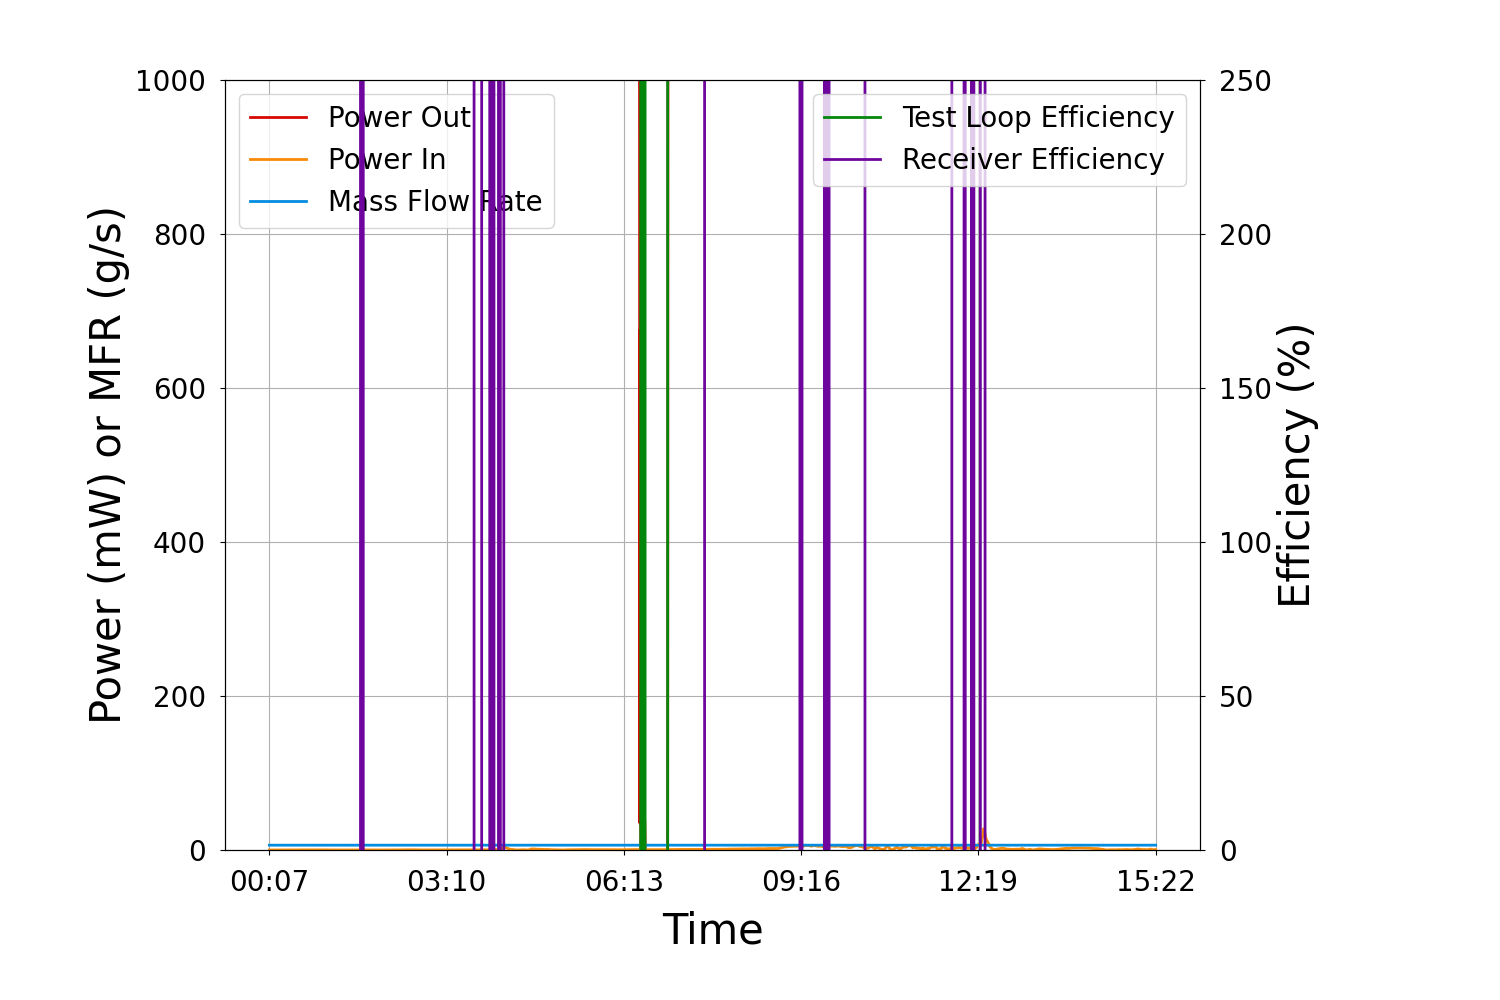 1000
800
600
400
200
0
Power (mW) or MFR (g/s)
Power Out
Power In
Mass Flow Rate
Test Loop Efficiency
Receiver Efficiency
250
200
150
100
50
0
Efficiency (%)
00:07 03:10 06:13 09:16 12:19 15:22
Time